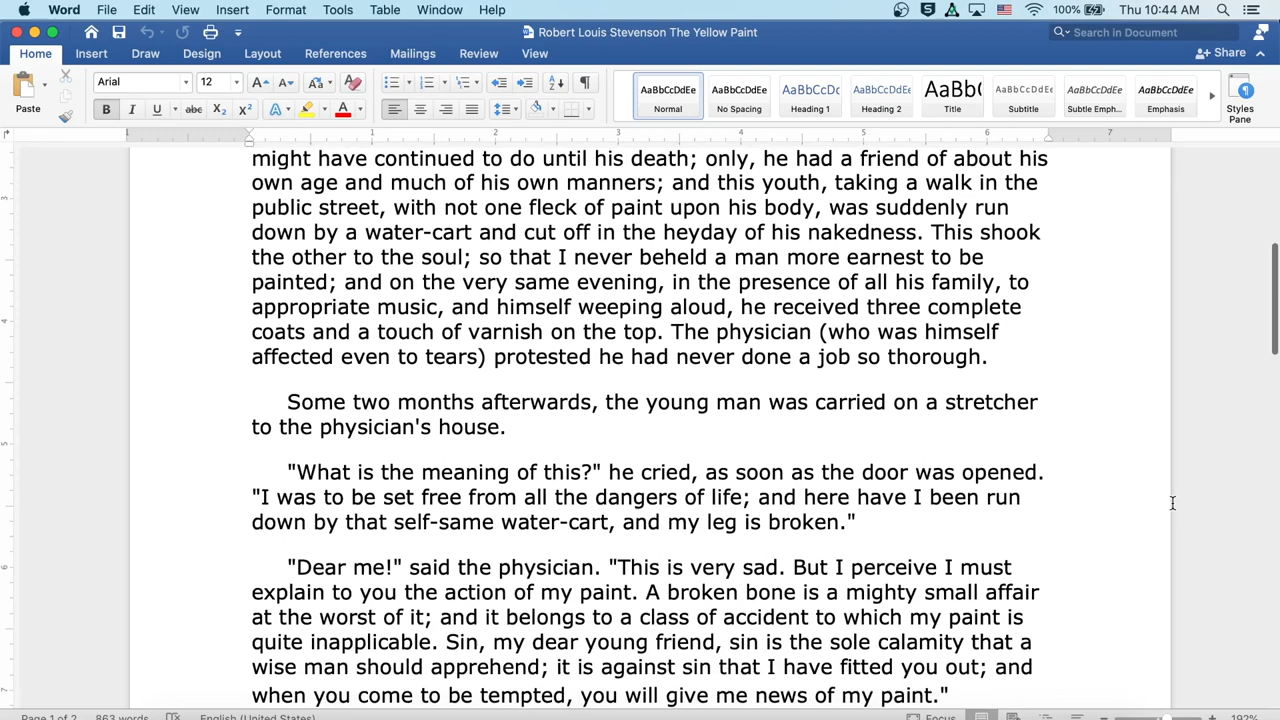 Word File Edit View Insert Format Tools Table Window Help 100% Thu 10:44 AM
Robert Louis Stevenson The Yellow Paint Search in Document
Home Insert Draw Design Layout References Mailings Review View Share
Paste Arial 12 AaBbCcDdEe AaBbCcDdEe AaBbCcDc AaBbCcDdEe AaBb( AaBbCcDdEe AaBbCcDdEe AaBbCcDdEe
Normal No Spacing Heading 1 Heading 2 Title Subtitle Subtle Emph... Emphasis Styles Pane
might have continued to do until his death; only, he had a friend of about his
own age and much of his own manners; and this youth, taking a walk in the
public street, with not one fleck of paint upon his body, was suddenly run
down by a water-cart and cut off in the heyday of his nakedness. This shook
the other to the soul; so that I never beheld a man more earnest to be
painted; and on the very same evening, in the presence of all his family, to
appropriate music, and himself weeping aloud, he received three complete
coats and a touch of varnish on the top. The physician (who was himself
affected even to tears) protested he had never done a job so thorough.
Some two months afterwards, the young man was carried on a stretcher
to the physician's house.
"What is the meaning of this?" he cried, as soon as the door was opened.
"I was to be set free from all the dangers of life; and here have I been run
down by that self-same water-cart, and my leg is broken."
"Dear me!" said the physician. "This is very sad. But I perceive I must
explain to you the action of my paint. A broken bone is a mighty small affair
at the worst of it; and it belongs to a class of accident to which my paint is
quite inapplicable. Sin, my dear young friend, sin is the sole calamity that a
wise man should apprehend; it is against sin that I have fitted you out; and
when you come to be tempted, you will give me news of my paint."
Page 1 of 2 863 words English (United States) Focus 192%